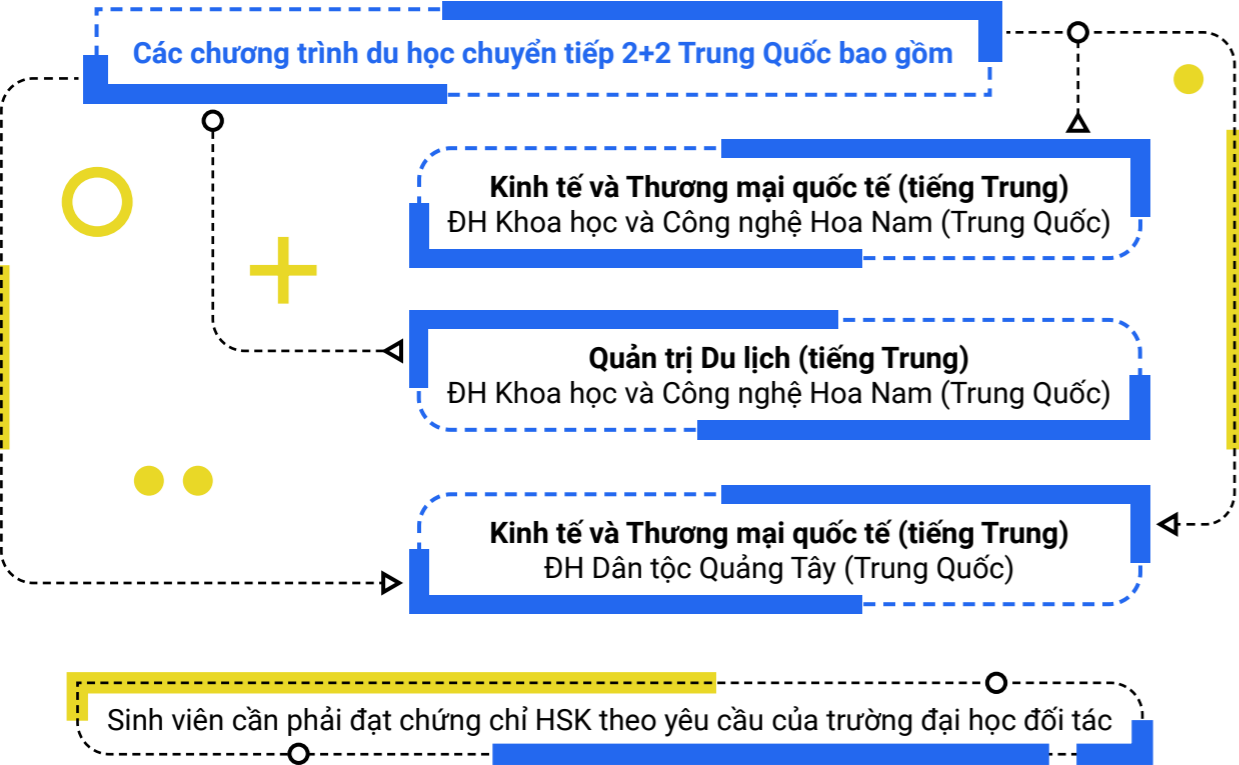 Các chương trình du học chuyển tiếp 2+2 Trung Quốc bao gồm
Kinh tế và Thương mại quốc tế (tiếng Trung)
ĐH Khoa học và Công nghệ Hoa Nam (Trung Quốc)
Quản trị Du lịch (tiếng Trung)
ĐH Khoa học và Công nghệ Hoa Nam (Trung Quốc)
Kinh tế và Thương mại quốc tế (tiếng Trung)
ĐH Dân tộc Quảng Tây (Trung Quốc)
Sinh viên cần phải đạt chứng chỉ HSK theo yêu cầu của trường đại học đối tác